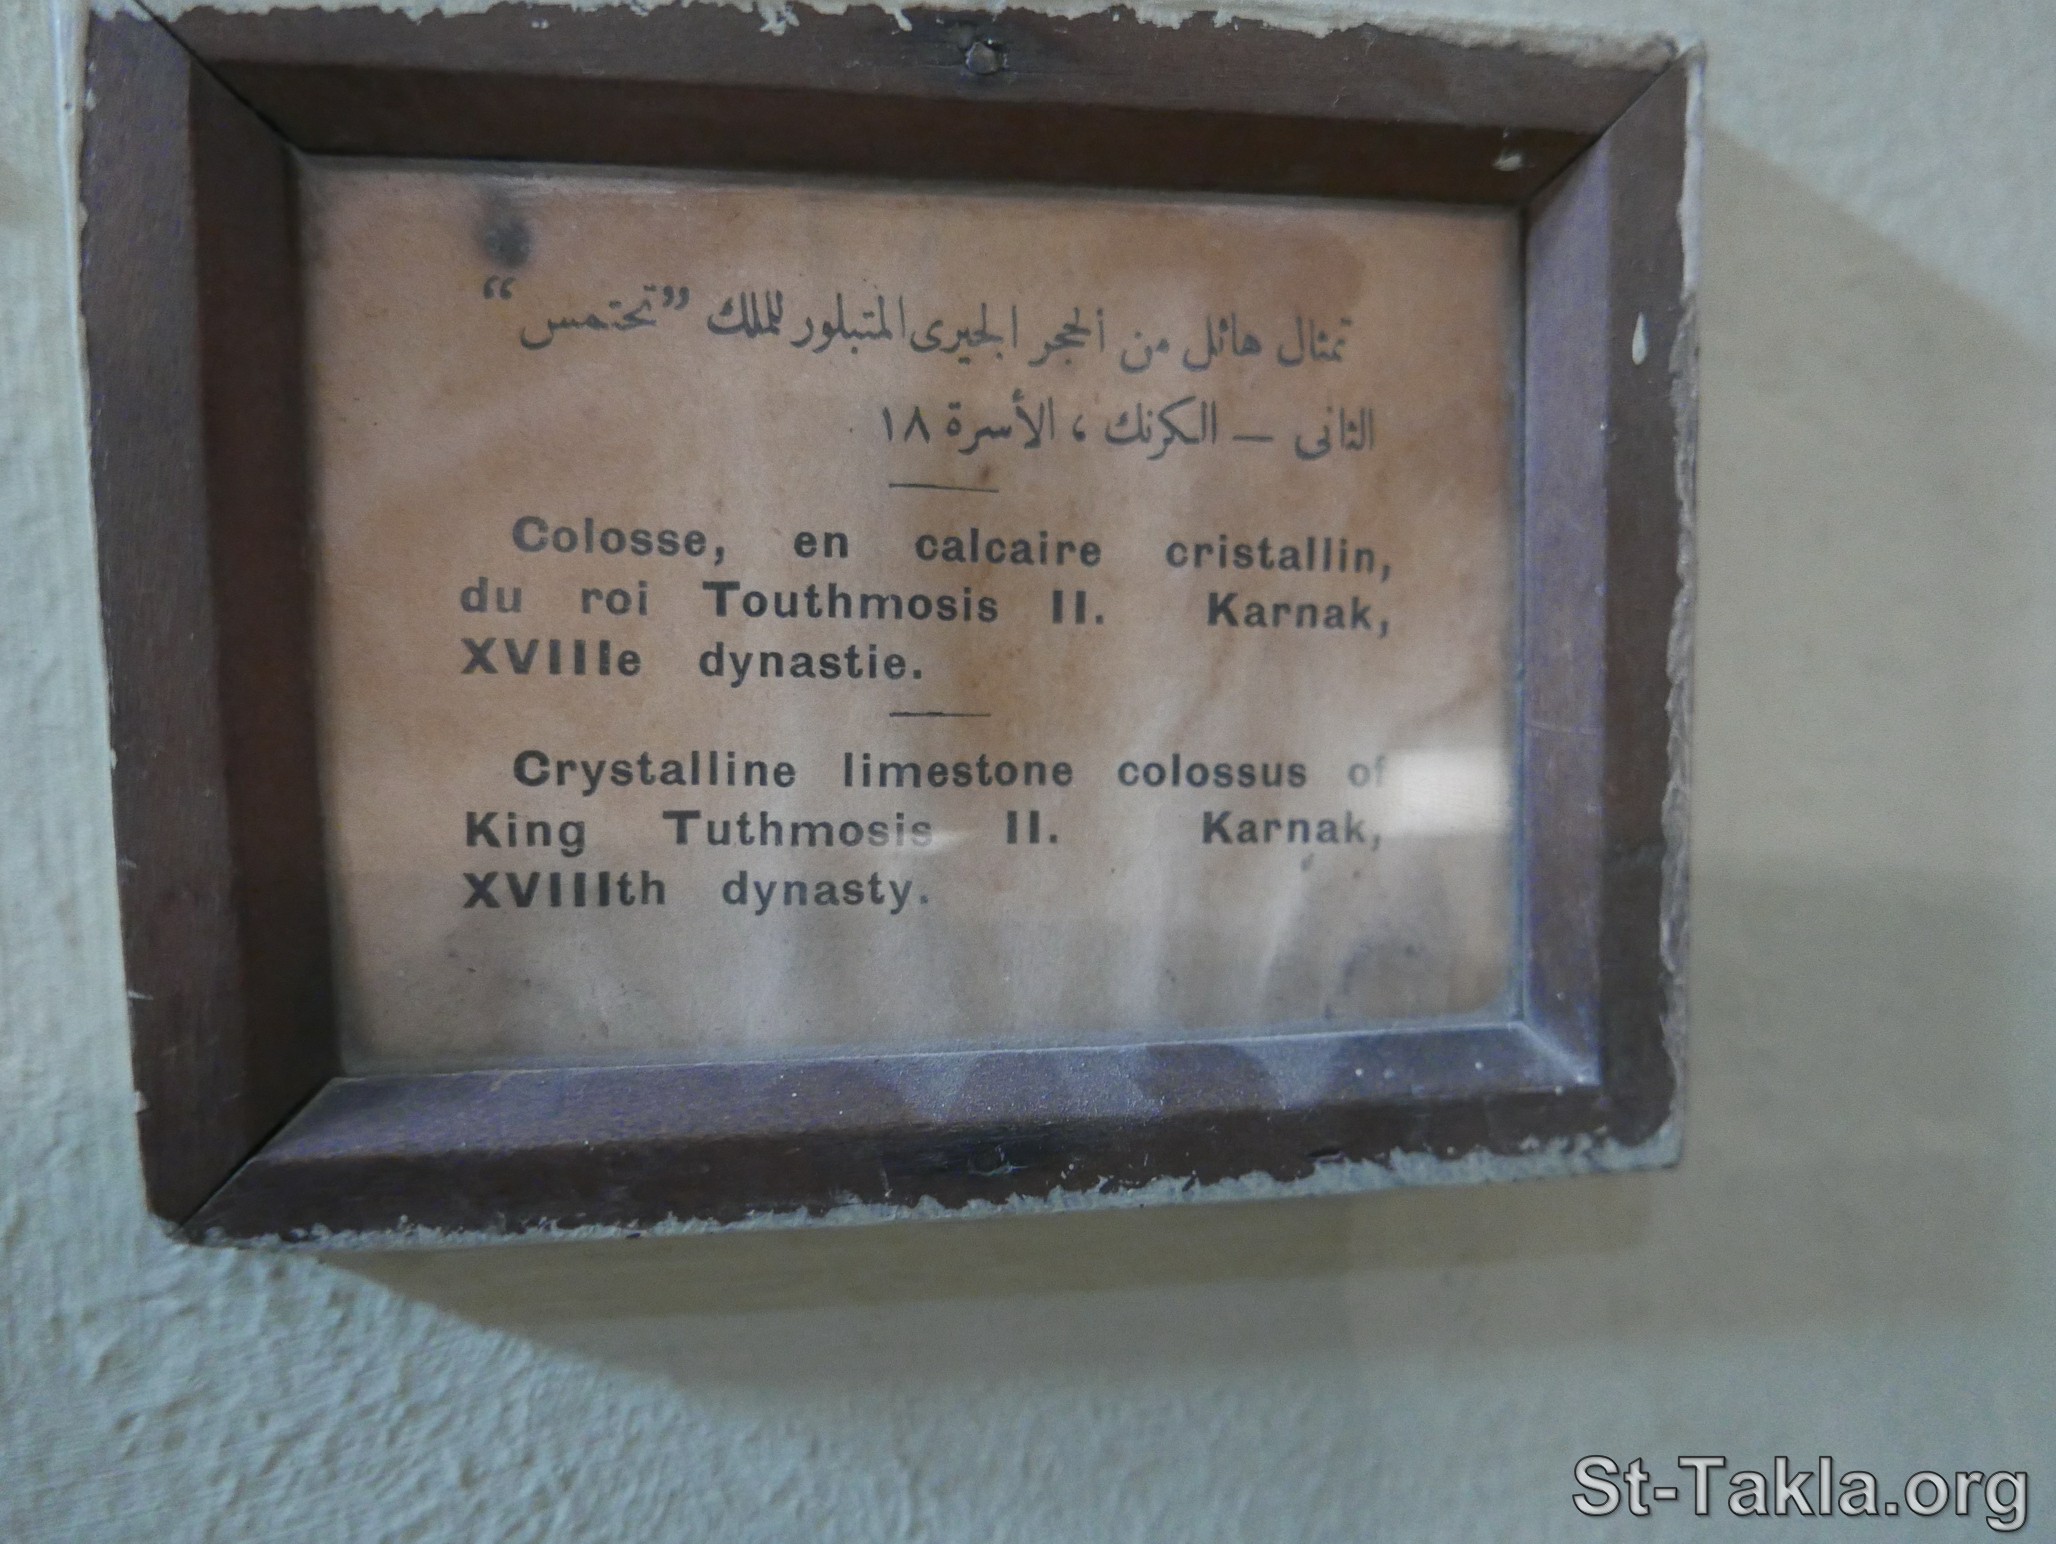 تمثال هائل من الحجر الجيرى المتبلور للملك ”تحتمس“
الثانى — الكرنك ، الأسرة ١٨
Colosse, en calcaire cristallin,
du roi Touthmosis II. Karnak,
XVIIIe dynastie.
Crystalline limestone colossus of
King Tuthmosis II. Karnak,
XVIIIth dynasty.
St-Takla.org